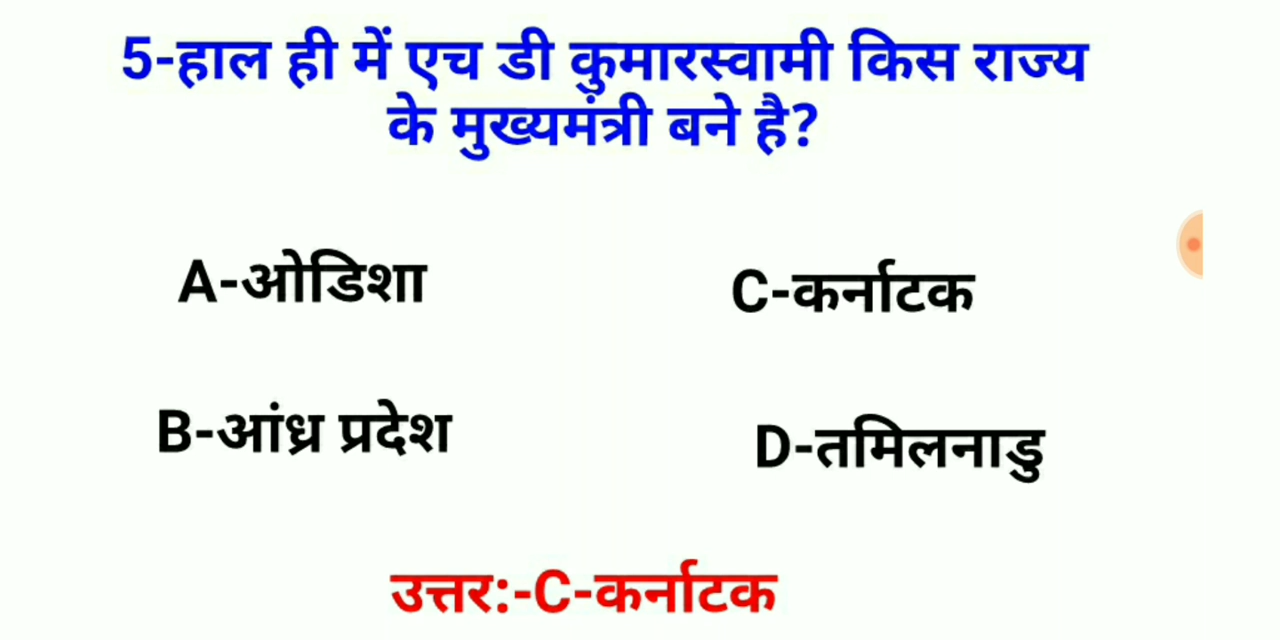 5-हाल ही में एच डी कुमारस्वामी किस राज्य
के मुख्यमंत्री बने है?
A-ओडिशा
C-कर्नाटक
B-आंध्र प्रदेश
D-तमिलनाडु
उत्तर:-C-कर्नाटक